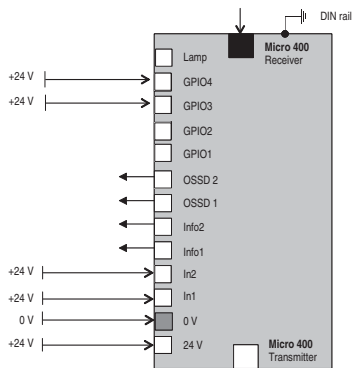 DIN rail
Micro 400
Receiver
Lamp
+24 V
GPIO4
+24 V
GPIO3
GPIO2
GPIO1
OSSD 2
OSSD 1
Info2
Info1
+24 V
In2
+24 V
In1
0 V
0 V
+24 V
24 V
Micro 400
Transmitter